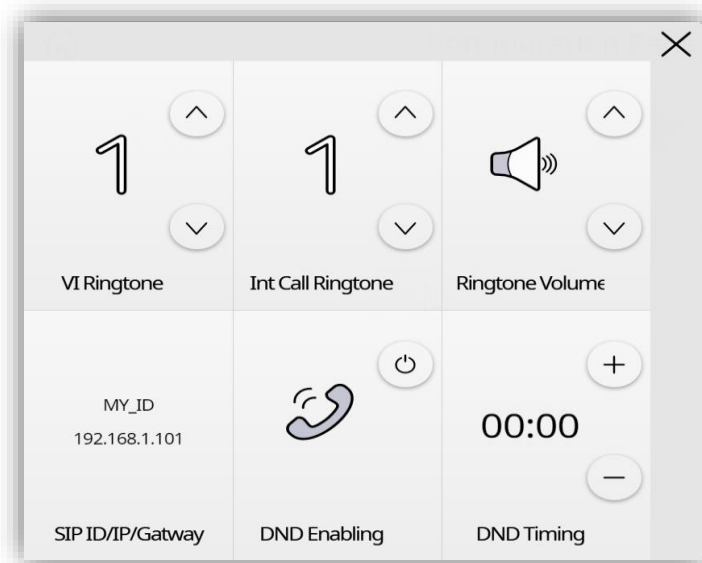 1
1
VI Ringtone
Int Call Ringtone
Ringtone Volume
MY_ID
192.168.1.101
00:00
SIP ID/IP/Gatway
DND Enabling
DND Timing